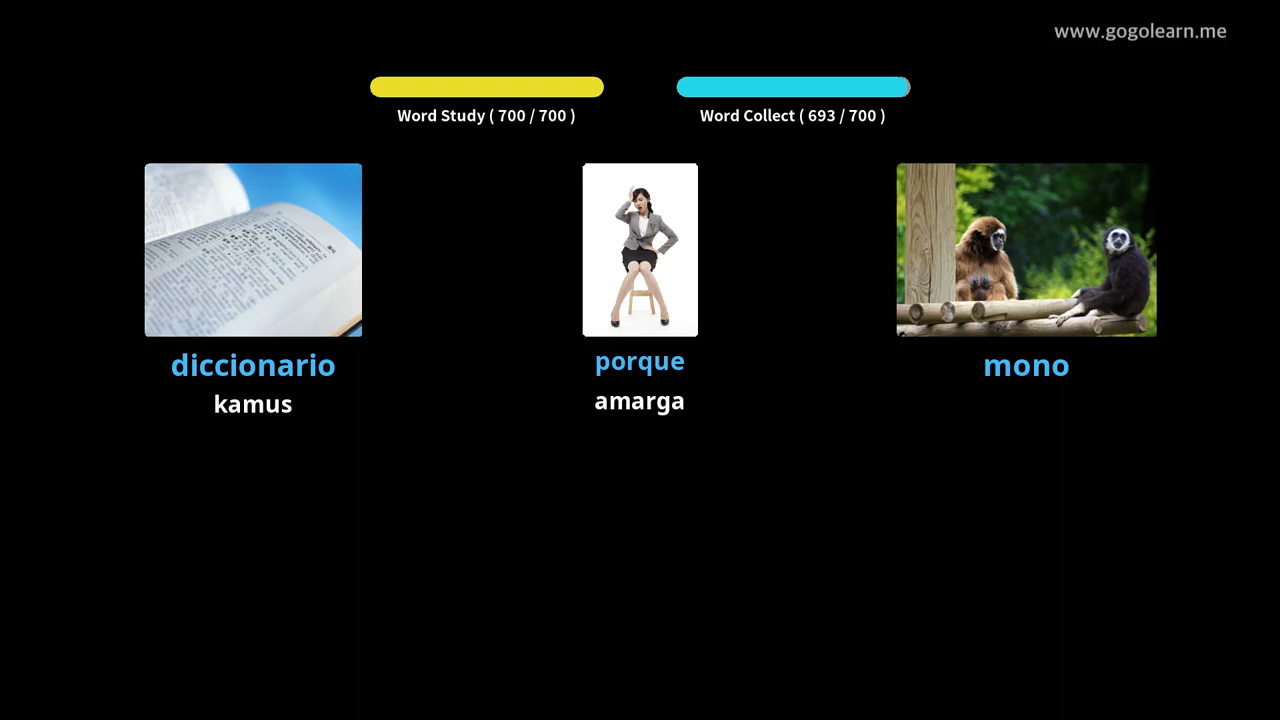 www.gogolearn.me
Word Study ( 700 / 700 )
Word Collect ( 693 / 700 )
diccionario
kamus
porque
amarga
mono